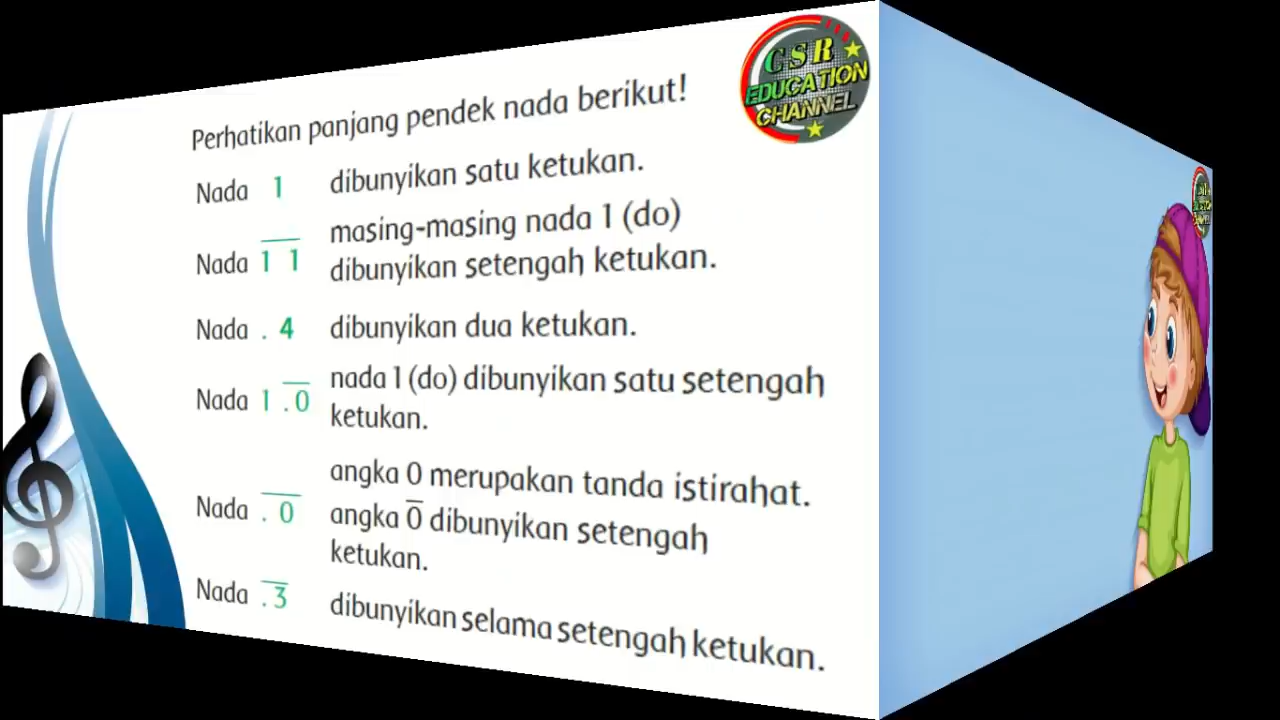 Perhatikan panjang pendek nada berikut!
Nada 1 dibunyikan satu ketukan.
Nada 1̅ 1̅ masing-masing nada 1 (do)
dibunyikan setengah ketukan.
Nada . 4 dibunyikan dua ketukan.
Nada 1 .̅0̅ nada 1 (do) dibunyikan satu setengah
ketukan.
angka 0 merupakan tanda istirahat.
Nada .̅ 0̅ angka 0̅ dibunyikan setengah
ketukan.
Nada .̅3̅ dibunyikan selama setengah ketukan.
CSR
EDUCATION
CHANNEL